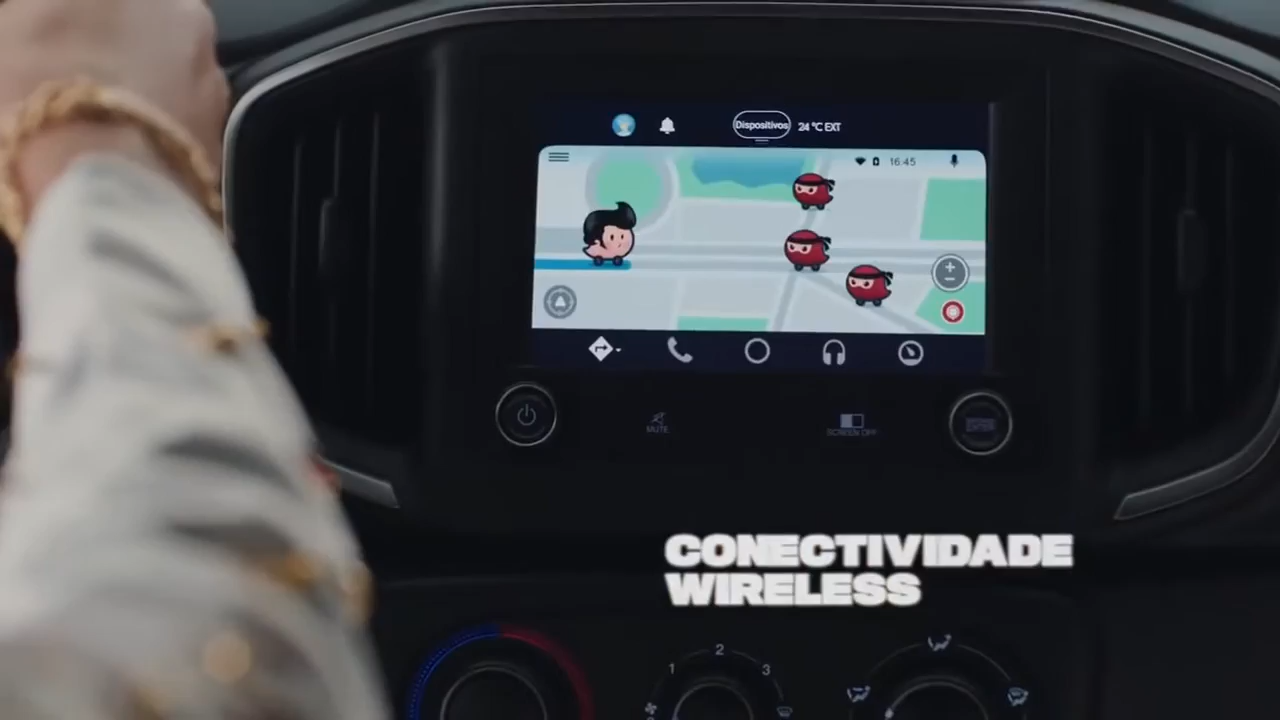 Dispositivos 24 °C EXT
16:45
MUTE
SCREEN OFF
CONECTIVIDADE
WIRELESS
1 2 3